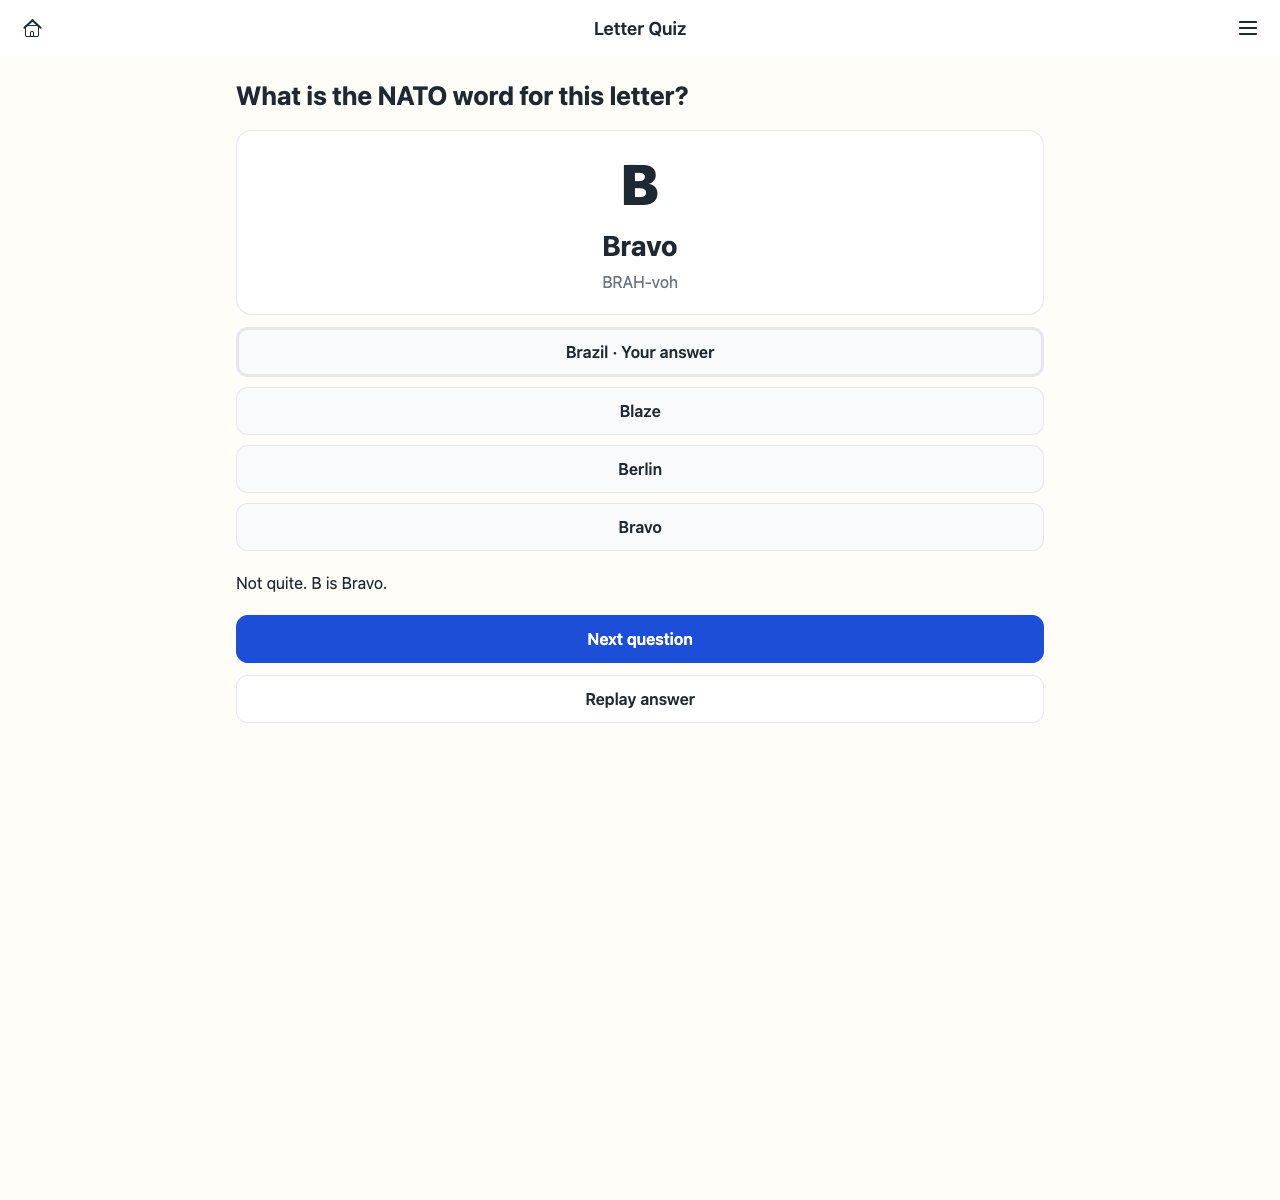 Letter Quiz
What is the NATO word for this letter?
B
Bravo
BRAH-voh
Brazil · Your answer
Blaze
Berlin
Bravo
Not quite. B is Bravo.
Next question
Replay answer